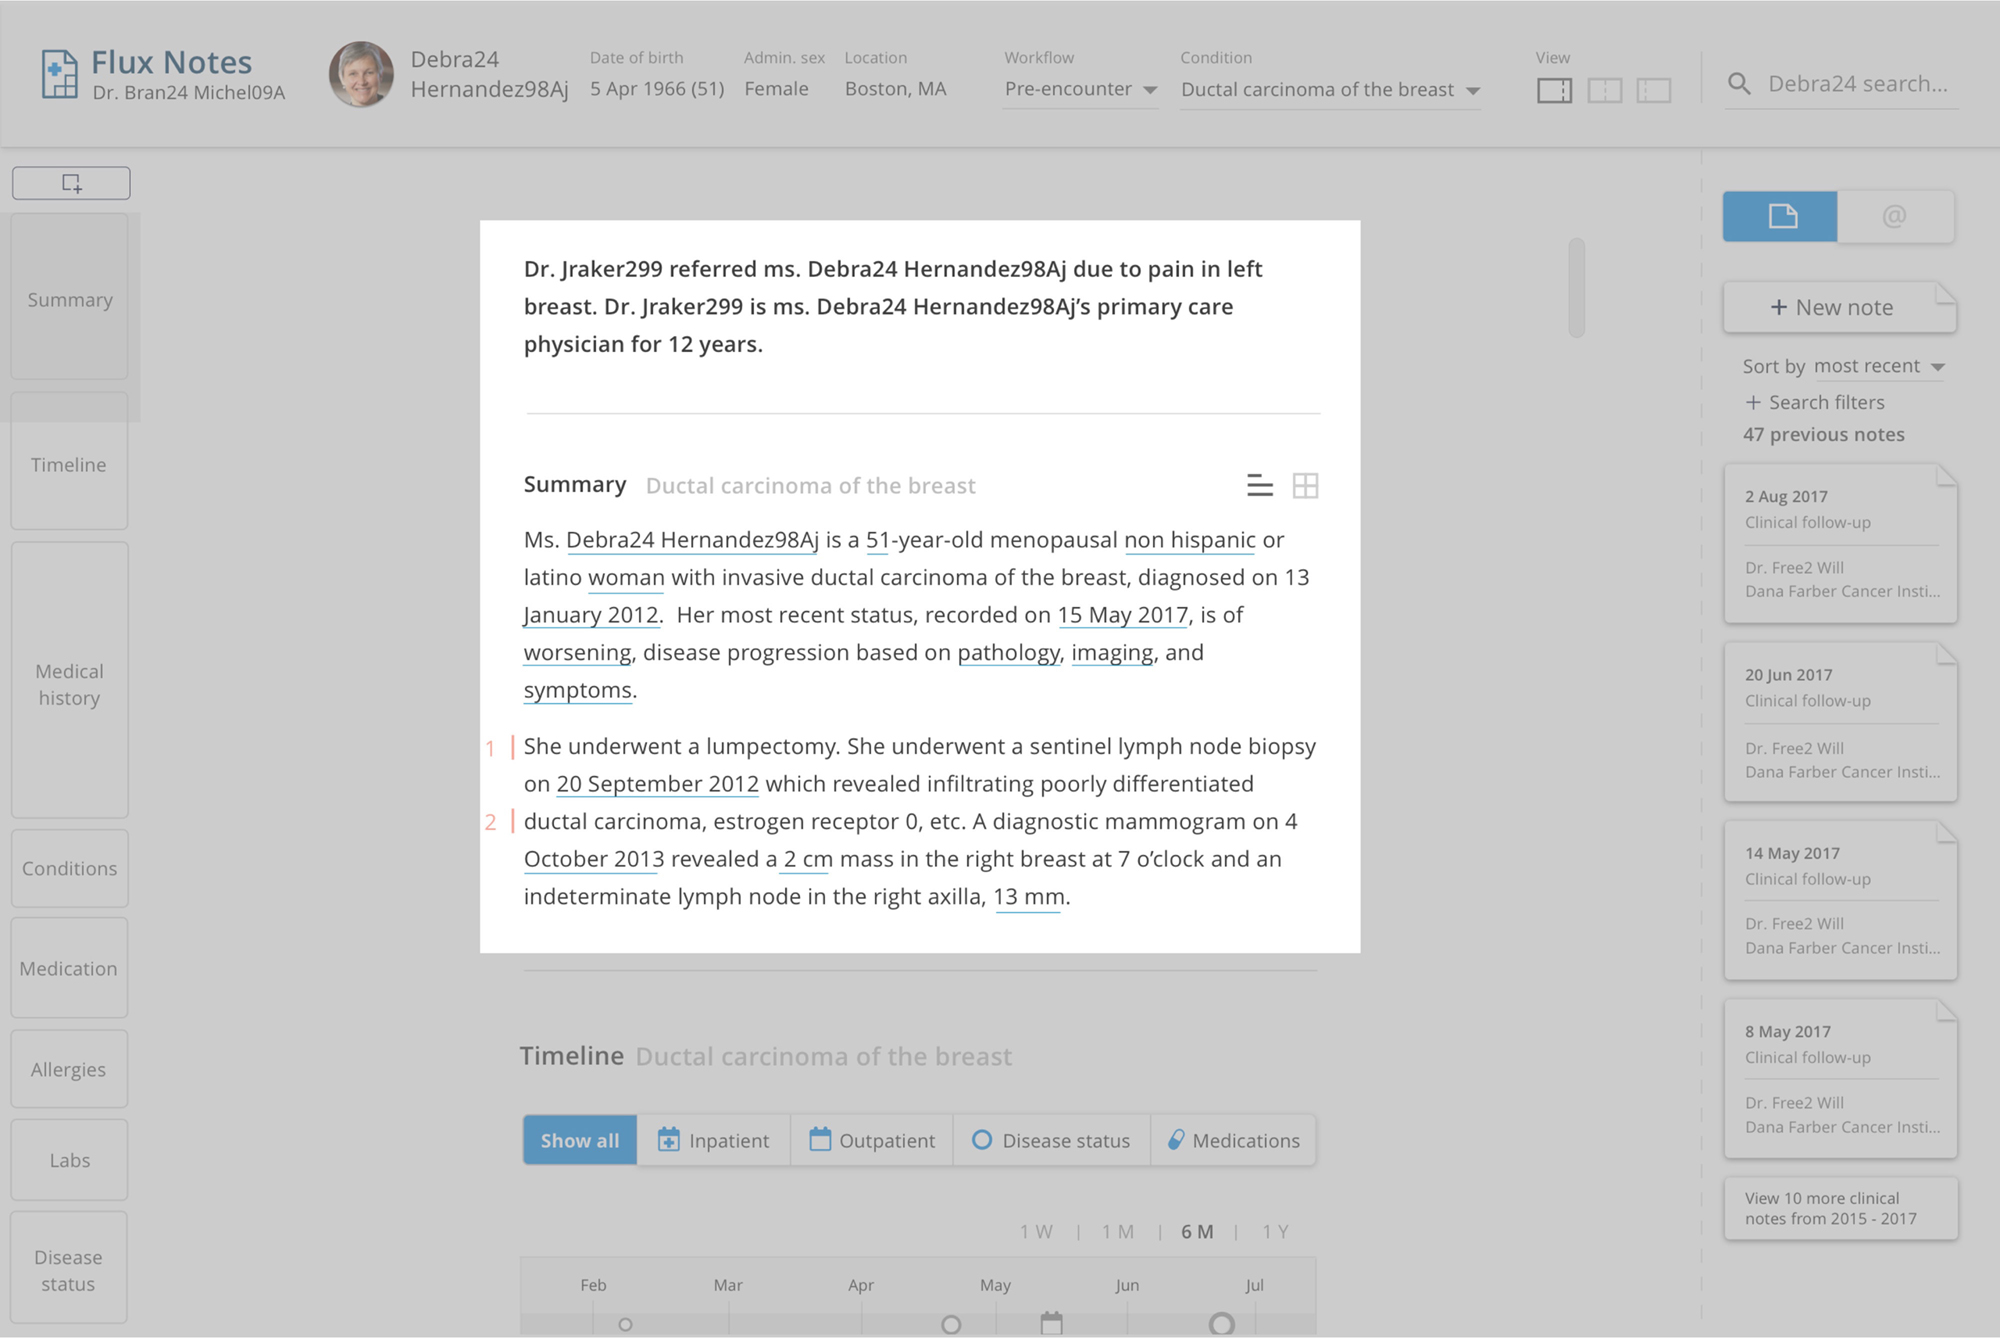 Flux Notes
Dr. Bran24 Michel09A
Debra24
Hernandez98Aj
Date of birth
5 Apr 1966 (51)
Admin. sex
Female
Location
Boston, MA
Workflow
Pre-encounter
Condition
Ductal carcinoma of the breast
View
Debra24 search...
Summary
Timeline
Medical
history
Conditions
Medication
Allergies
Labs
Disease
status
Dr. Jraker299 referred ms. Debra24 Hernandez98Aj due to pain in left
breast. Dr. Jraker299 is ms. Debra24 Hernandez98Aj’s primary care
physician for 12 years.
Summary Ductal carcinoma of the breast
Ms. Debra24 Hernandez98Aj is a 51-year-old menopausal non hispanic or
latino woman with invasive ductal carcinoma of the breast, diagnosed on 13
January 2012. Her most recent status, recorded on 15 May 2017, is of
worsening, disease progression based on pathology, imaging, and
symptoms.
1 She underwent a lumpectomy. She underwent a sentinel lymph node biopsy
on 20 September 2012 which revealed infiltrating poorly differentiated
2 ductal carcinoma, estrogen receptor 0, etc. A diagnostic mammogram on 4
October 2013 revealed a 2 cm mass in the right breast at 7 o’clock and an
indeterminate lymph node in the right axilla, 13 mm.
Timeline Ductal carcinoma of the breast
Show all Inpatient Outpatient Disease status Medications
1 W | 1 M | 6 M | 1 Y
Feb Mar Apr May Jun Jul
@
+ New note
Sort by most recent
+ Search filters
47 previous notes
2 Aug 2017
Clinical follow-up
Dr. Free2 Will
Dana Farber Cancer Insti...
20 Jun 2017
Clinical follow-up
Dr. Free2 Will
Dana Farber Cancer Insti...
14 May 2017
Clinical follow-up
Dr. Free2 Will
Dana Farber Cancer Insti...
8 May 2017
Clinical follow-up
Dr. Free2 Will
Dana Farber Cancer Insti...
View 10 more clinical
notes from 2015 - 2017